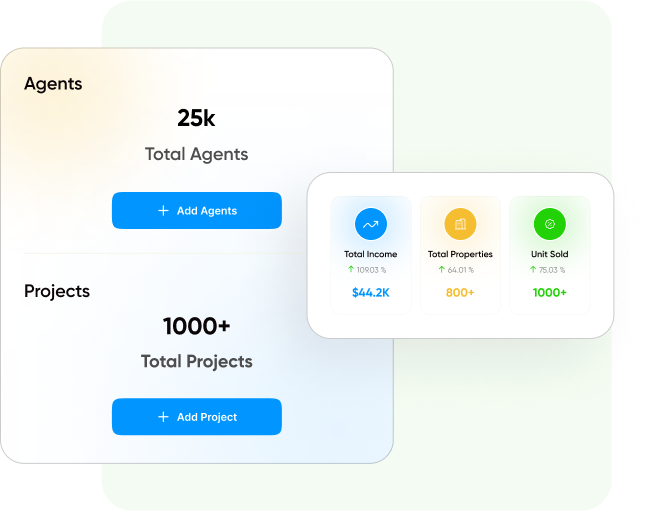 Agents
25k
Total Agents
+ Add Agents
Projects
1000+
Total Projects
+ Add Project
Total Income
↑ 109.03 %
$44.2K
Total Properties
↑ 64.01 %
800+
Unit Sold
↑ 75.03 %
1000+